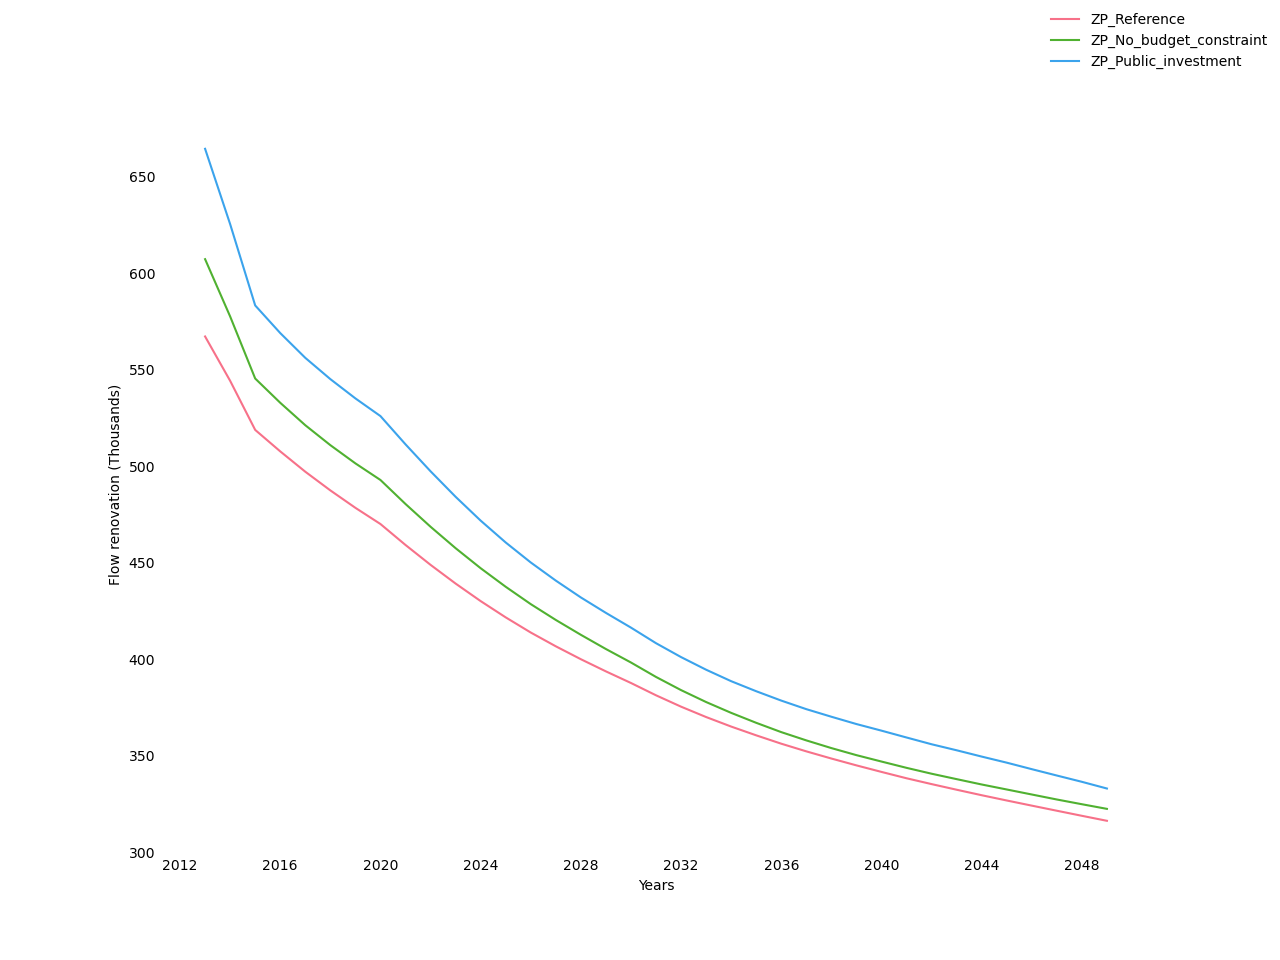 ZP_Reference
ZP_No_budget_constraint
ZP_Public_investment
650
600
550
500
450
400
350
300
Flow renovation (Thousands)
2012 2016 2020 2024 2028 2032 2036 2040 2044 2048
Years